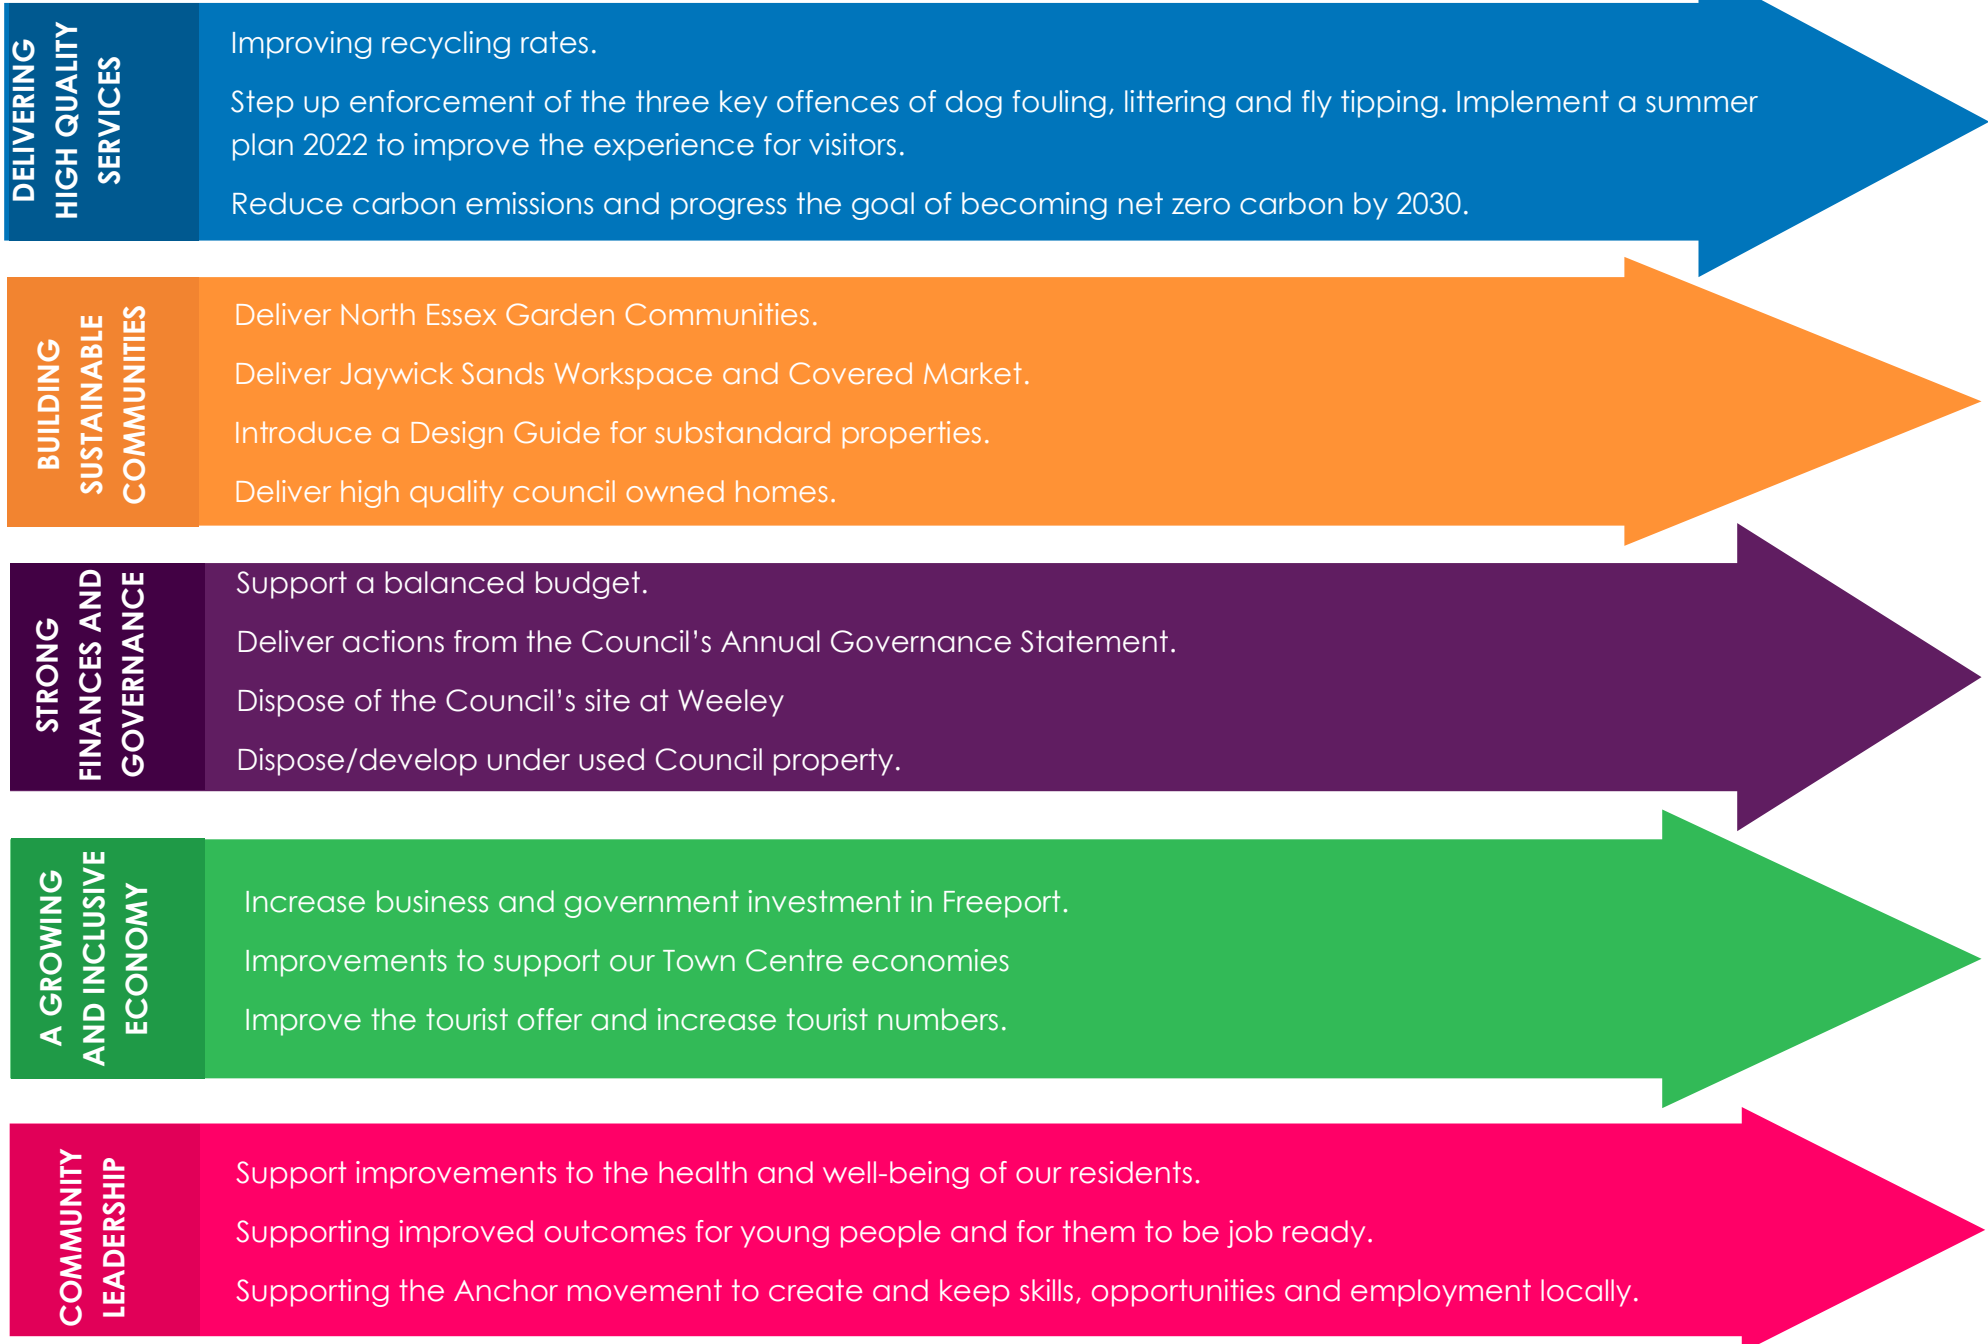 DELIVERING
HIGH QUALITY
SERVICES
Improving recycling rates.
Step up enforcement of the three key offences of dog fouling, littering and fly tipping. Implement a summer
plan 2022 to improve the experience for visitors.
Reduce carbon emissions and progress the goal of becoming net zero carbon by 2030.
BUILDING
SUSTAINABLE
COMMUNITIES
Deliver North Essex Garden Communities.
Deliver Jaywick Sands Workspace and Covered Market.
Introduce a Design Guide for substandard properties.
Deliver high quality council owned homes.
STRONG
FINANCES AND
GOVERNANCE
Support a balanced budget.
Deliver actions from the Council’s Annual Governance Statement.
Dispose of the Council’s site at Weeley
Dispose/develop under used Council property.
A GROWING
AND INCLUSIVE
ECONOMY
Increase business and government investment in Freeport.
Improvements to support our Town Centre economies
Improve the tourist offer and increase tourist numbers.
COMMUNITY
LEADERSHIP
Support improvements to the health and well-being of our residents.
Supporting improved outcomes for young people and for them to be job ready.
Supporting the Anchor movement to create and keep skills, opportunities and employment locally.